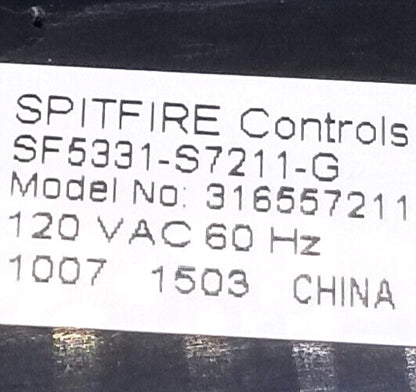 SPITFIRE Controls
SF5331-S7211-G
Model No: 316557211
120 VAC 60 Hz
1007 1503 CHINA